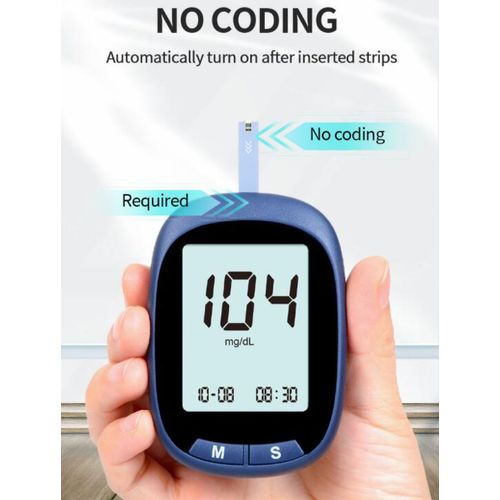 NO CODING
Automatically turn on after inserted strips
No coding
Required
104
mg/dL
10-08 08:30
M S